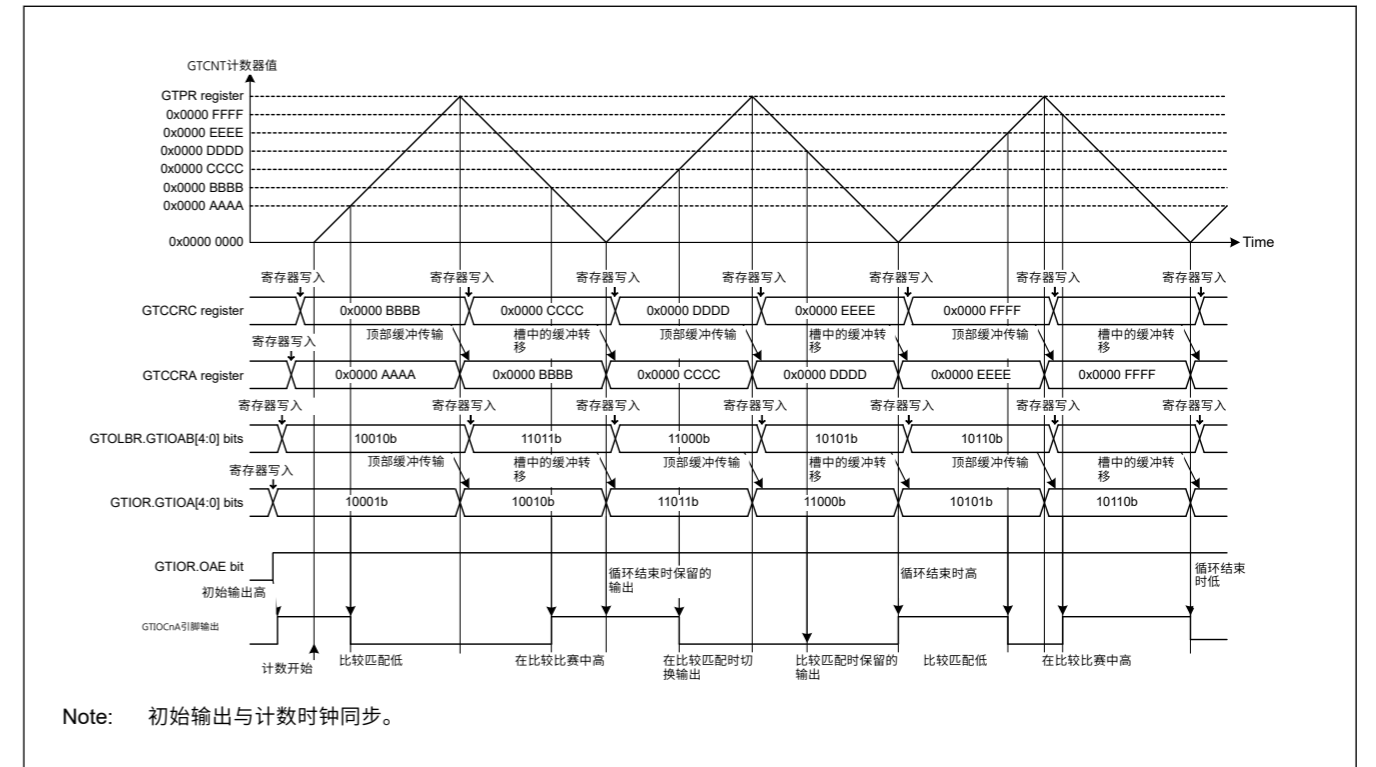 GTCNT计数器值
GTPR register
0x0000 FFFF
0x0000 EEEE
0x0000 DDDD
0x0000 CCCC
0x0000 BBBB
0x0000 AAAA
0x0000 0000
Time
寄存器写入 寄存器写入 寄存器写入 寄存器写入 寄存器写入 寄存器写入 寄存器写入
GTCCRC register 0x0000 BBBB 0x0000 CCCC 0x0000 DDDD 0x0000 EEEE 0x0000 FFFF
寄存器写入 顶部缓冲传输 槽中的缓冲转 顶部缓冲传输 槽中的缓冲转 顶部缓冲传输 槽中的缓冲转
移 移 移
GTCCRA register 0x0000 AAAA 0x0000 BBBB 0x0000 CCCC 0x0000 DDDD 0x0000 EEEE 0x0000 FFFF
寄存器写入 寄存器写入 寄存器写入 寄存器写入 寄存器写入 寄存器写入 寄存器写入
GTOLBR.GTIOAB[4:0] bits 10010b 11011b 11000b 10101b 10110b
寄存器写入 顶部缓冲传输 槽中的缓冲转 顶部缓冲传输 槽中的缓冲转 顶部缓冲传输 槽中的缓冲转
移 移 移
GTIOR.GTIOA[4:0] bits 10001b 10010b 11011b 11000b 10101b 10110b
GTIOR.OAE bit
循环结束时保留的 循环结束时高 循环结束
输出 时低
初始输出高
GTIOCnA引脚输出
计数开始 比较匹配低 在比较比赛中高 在比较匹配时切 比较匹配时保留的 比较匹配低 在比较比赛中高
换输出 输出
Note: 初始输出与计数时钟同步。